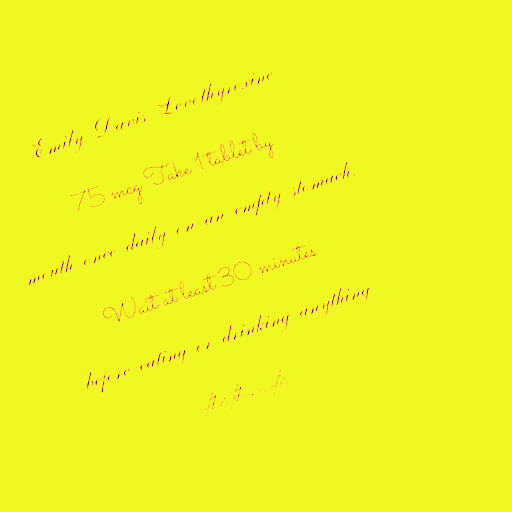 Emily Davis Levothyroxine
75 mcg Take 1 tablet by
mouth once daily on an empty stomach.
Wait at least 30 minutes
before eating or drinking anything